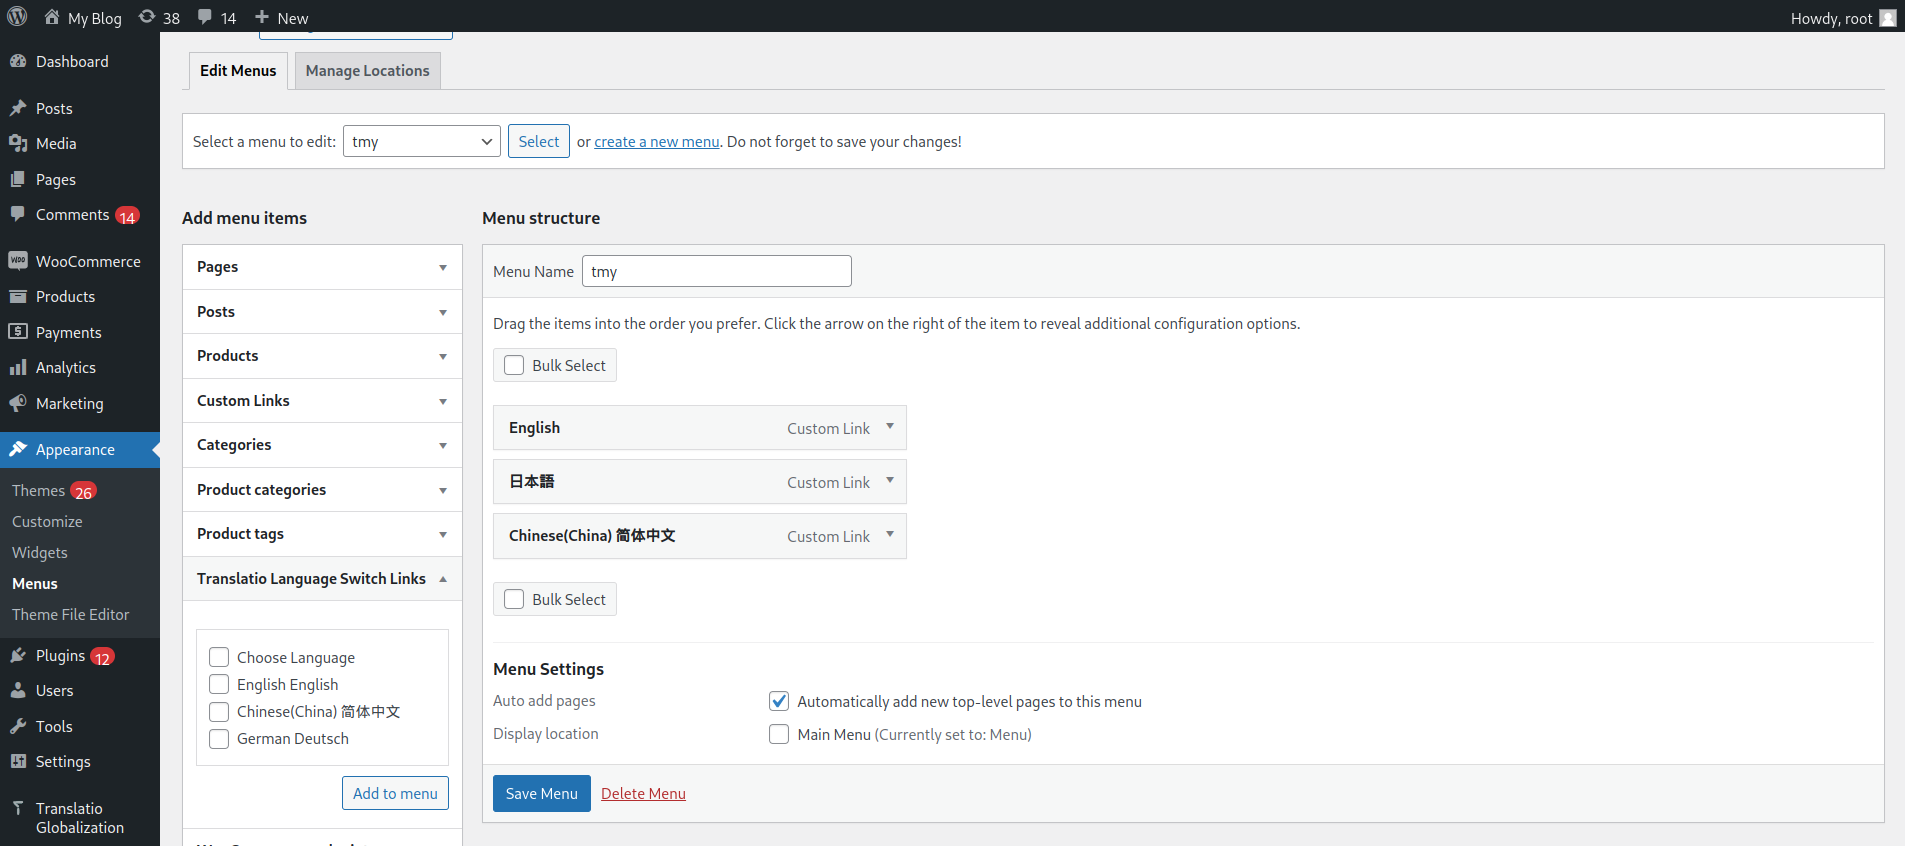 My Blog 38 14 New Howdy, root
Dashboard
Posts
Media
Pages
Comments 14
WooCommerce
Products
Payments
Analytics
Marketing
Appearance
Themes 26
Customize
Widgets
Menus
Theme File Editor
Plugins 12
Users
Tools
Settings
Translatio
Globalization
Edit Menus Manage Locations
Select a menu to edit: tmy Select or create a new menu. Do not forget to save your changes!
Add menu items
Pages
Posts
Products
Custom Links
Categories
Product categories
Product tags
Translatio Language Switch Links
Choose Language
English English
Chinese(China) 简体中文
German Deutsch
Add to menu
Menu structure
Menu Name tmy
Drag the items into the order you prefer. Click the arrow on the right of the item to reveal additional configuration options.
Bulk Select
English Custom Link
日本語 Custom Link
Chinese(China) 简体中文 Custom Link
Bulk Select
Menu Settings
Auto add pages Automatically add new top-level pages to this menu
Display location Main Menu (Currently set to: Menu)
Save Menu Delete Menu